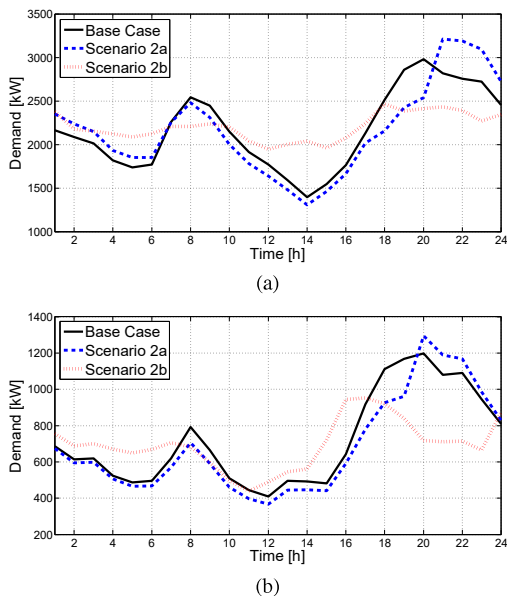 3500
3000
2500
2000
1500
1000
Demand [kW]
Base Case
Scenario 2a
Scenario 2b
2 4 6 8 10 12 14 16 18 20 22 24
Time [h]
(a)
1400
1200
1000
800
600
400
200
Demand [kW]
Base Case
Scenario 2a
Scenario 2b
2 4 6 8 10 12 14 16 18 20 22 24
Time [h]
(b)